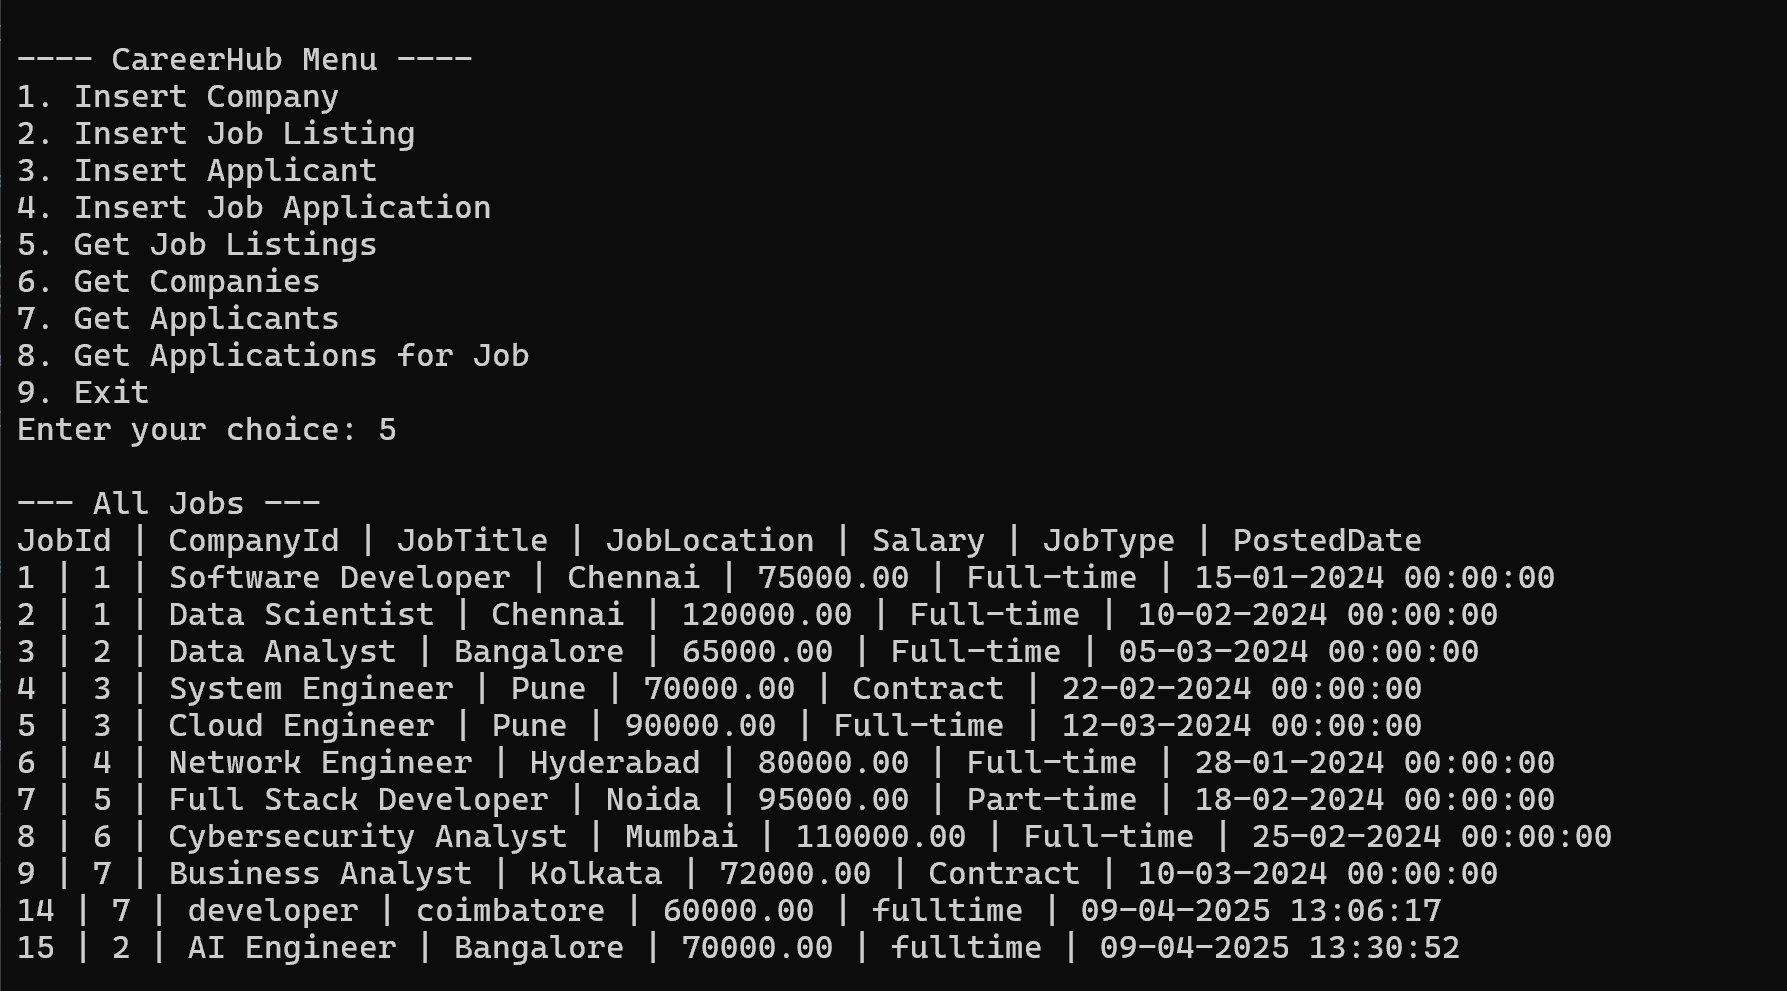 ---- CareerHub Menu ----
1. Insert Company
2. Insert Job Listing
3. Insert Applicant
4. Insert Job Application
5. Get Job Listings
6. Get Companies
7. Get Applicants
8. Get Applications for Job
9. Exit
Enter your choice: 5
--- All Jobs ---
JobId | CompanyId | JobTitle | JobLocation | Salary | JobType | PostedDate
1 | 1 | Software Developer | Chennai | 75000.00 | Full-time | 15-01-2024 00:00:00
2 | 1 | Data Scientist | Chennai | 120000.00 | Full-time | 10-02-2024 00:00:00
3 | 2 | Data Analyst | Bangalore | 65000.00 | Full-time | 05-03-2024 00:00:00
4 | 3 | System Engineer | Pune | 70000.00 | Contract | 22-02-2024 00:00:00
5 | 3 | Cloud Engineer | Pune | 90000.00 | Full-time | 12-03-2024 00:00:00
6 | 4 | Network Engineer | Hyderabad | 80000.00 | Full-time | 28-01-2024 00:00:00
7 | 5 | Full Stack Developer | Noida | 95000.00 | Part-time | 18-02-2024 00:00:00
8 | 6 | Cybersecurity Analyst | Mumbai | 110000.00 | Full-time | 25-02-2024 00:00:00
9 | 7 | Business Analyst | Kolkata | 72000.00 | Contract | 10-03-2024 00:00:00
14 | 7 | developer | coimbatore | 60000.00 | fulltime | 09-04-2025 13:06:17
15 | 2 | AI Engineer | Bangalore | 70000.00 | fulltime | 09-04-2025 13:30:52